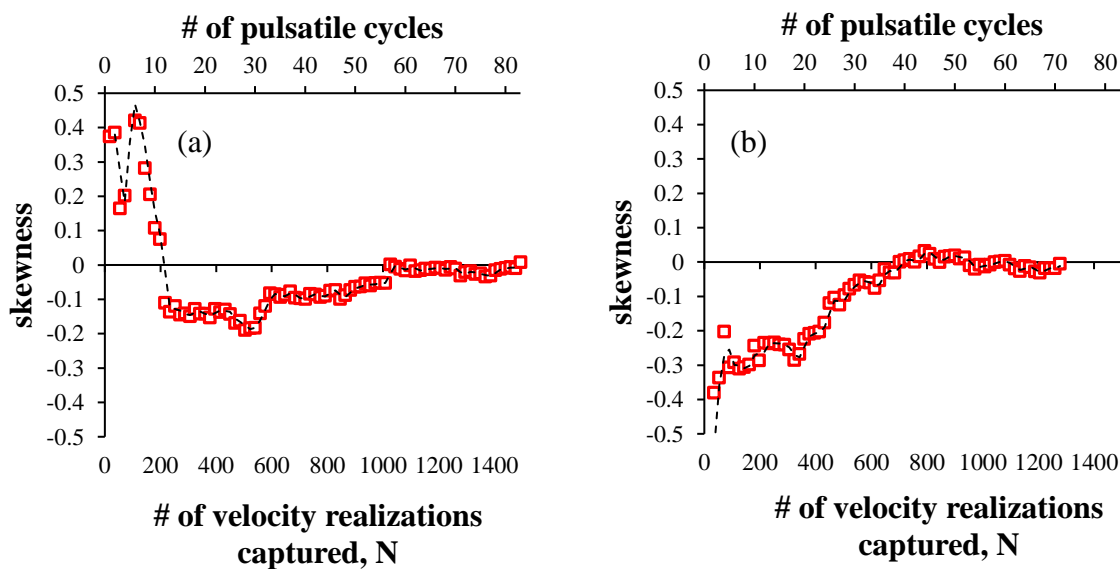 # of pulsatile cycles
0 10 20 30 40 50 60 70 80
0.5
0.4
0.3
0.2
0.1
0
-0.1
-0.2
-0.3
-0.4
-0.5
skewness
(a)
0 200 400 600 800 1000 1200 1400
# of velocity realizations
captured, N
# of pulsatile cycles
0 10 20 30 40 50 60 70 80
0.5
0.4
0.3
0.2
0.1
0
-0.1
-0.2
-0.3
-0.4
-0.5
skewness
(b)
0 200 400 600 800 1000 1200 1400
# of velocity realizations
captured, N